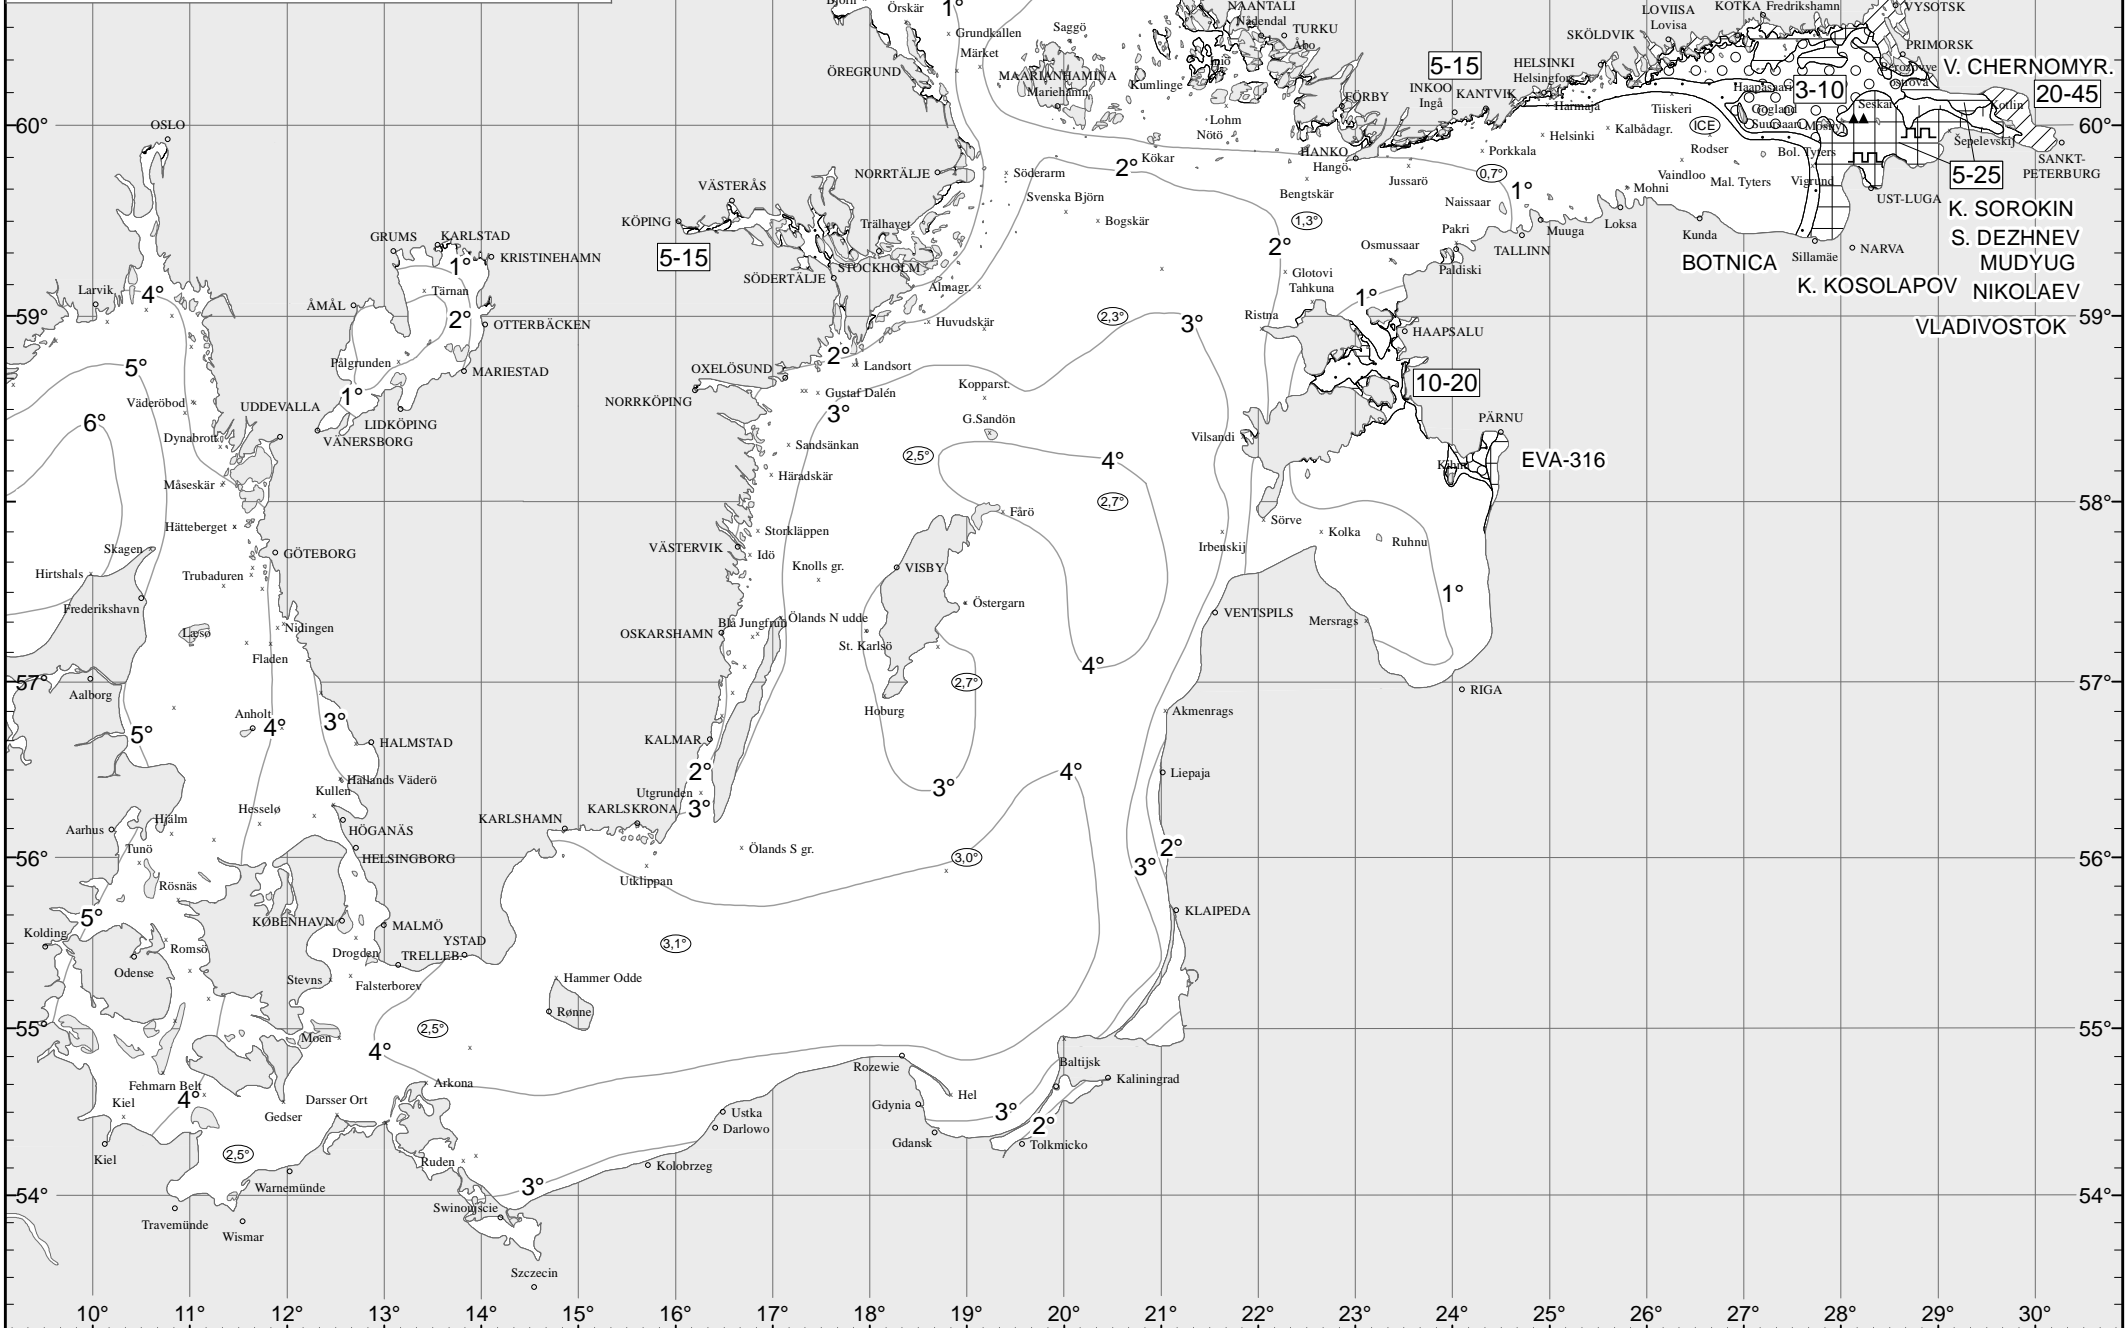 Örskär
1°
Grundkallen
Märket
ÖREGRUND
Saggö
MAARIANHAMINA
Mariehamn
Kumlinge
NAANTALI
Nådendal
TURKU
Åbo
Lohm
Nötö
Kökar
FÖRBY
HANKO
Hangö
5-15
INKOO
Ingå
KANTVIK
HELSINKI
Helsingfors
SKÖLDVIK
LOVIISA
Lovisa
KOTKA
Fredrikshamn
VYSOTSK
PRIMORSK
V. CHERNOMYR.
20-45
3-10
Harmaja
Helsinki
Kalbådagr.
Porkkala
Jussarö
Tiiskeri
Haapasaari
Gogland
Suursaari
Mosnyj
Seskar
Kotlin
Šepelevskij
ICE
Rodser
Bol. Tyters
Vaindloo
Mal. Tyters
Vigrund
Mohni
SANKT-
PETERBURG
5-25
UST-LUGA
K. SOROKIN
S. DEZHNEV
MUDYUG
NIKOLAEV
VLADIVOSTOK
BOTNICA
K. KOSOLAPOV
NARVA
Sillamäe
Kunda
Loksa
Muuga
TALLINN
Naissaar
Pakri
Paldiski
Osmussaar
0,7°
1°
60°
60°
OSLO
VÄSTERÅS
KÖPING
5-15
NORRTÄLJE
Söderarm
Svenska Björn
Bogskär
2°
Bengtskär
1,3°
2°
Trälhavet
STOCKHOLM
SÖDERTÄLJE
Almagr.
Huvudskär
GRUMS
KARLSTAD
KRISTINEHAMN
1°
Tärnan
2°
ÅMÅL
OTTERBÄCKEN
Pålgrunden
MARIESTAD
1°
LIDKÖPING
VÄNERSBORG
Larvik
4°
59°
59°
Glotovi
Tahkuna
1°
Ristna
HAAPSALU
2,3°
3°
10-20
5°
Väderöbod
6°
Dynabrott
UDDEVALLA
Måseskär
2°
Landsort
OXELÖSUND
NORRKÖPING
Gustaf Dalén
3°
Kopparst.
G.Sandön
Sandsänkan
Häradskär
2,5°
4°
2,7°
Vilsandi
PÄRNU
Kihnu
EVA-316
58°
58°
Hätteberget
Skagen
GÖTEBORG
Hirtshals
Trubaduren
Frederikshavn
Læsø
Nidingen
Fladen
Fårö
Storkläppen
VÄSTERVIK
Idö
Knolls gr.
VISBY
Östergarn
Ölands N udde
Blå Jungfrun
OSKARSHAMN
St. Karlsö
Sörve
Kolka
Ruhnu
Irbenskij
1°
VENTSPILS
Mersrags
RIGA
4°
57°
57°
Aalborg
Anholt
5°
4°
3°
HALMSTAD
Hallands Väderö
Kullen
2,7°
Hoburg
Akmenrags
KALMAR
2°
Utgrunden
3°
3°
4°
Liepaja
KARLSKRONA
KARLSHAMN
Hesselø
Hjälm
Aarhus
Tunö
HÖGANÄS
HELSINGBORG
Rösnäs
56°
56°
Ölands S gr.
Utklippan
3,0°
3°
2°
5°
KØBENHAVN
MALMÖ
KLAIPEDA
Kolding
Odense
Romsö
Drogden
YSTAD
TRELLEB.
Stevns
Falsterborev
3,1°
Hammer Odde
Rønne
55°
55°
Moen
2,5°
4°
Fehmarn Belt
4°
Kiel
Gedser
Darsser Ort
Arkona
Rozewie
Hel
Gdynia
Gdansk
3°
2°
Baltijsk
Kaliningrad
Tolkmicko
Ustka
Darlowo
Kiel
2,5°
Ruden
Kolobrzeg
Warnemünde
3°
54°
54°
Swinoujscie
Travemünde
Wismar
Szczecin
10°
11°
12°
13°
14°
15°
16°
17°
18°
19°
20°
21°
22°
23°
24°
25°
26°
27°
28°
29°
30°